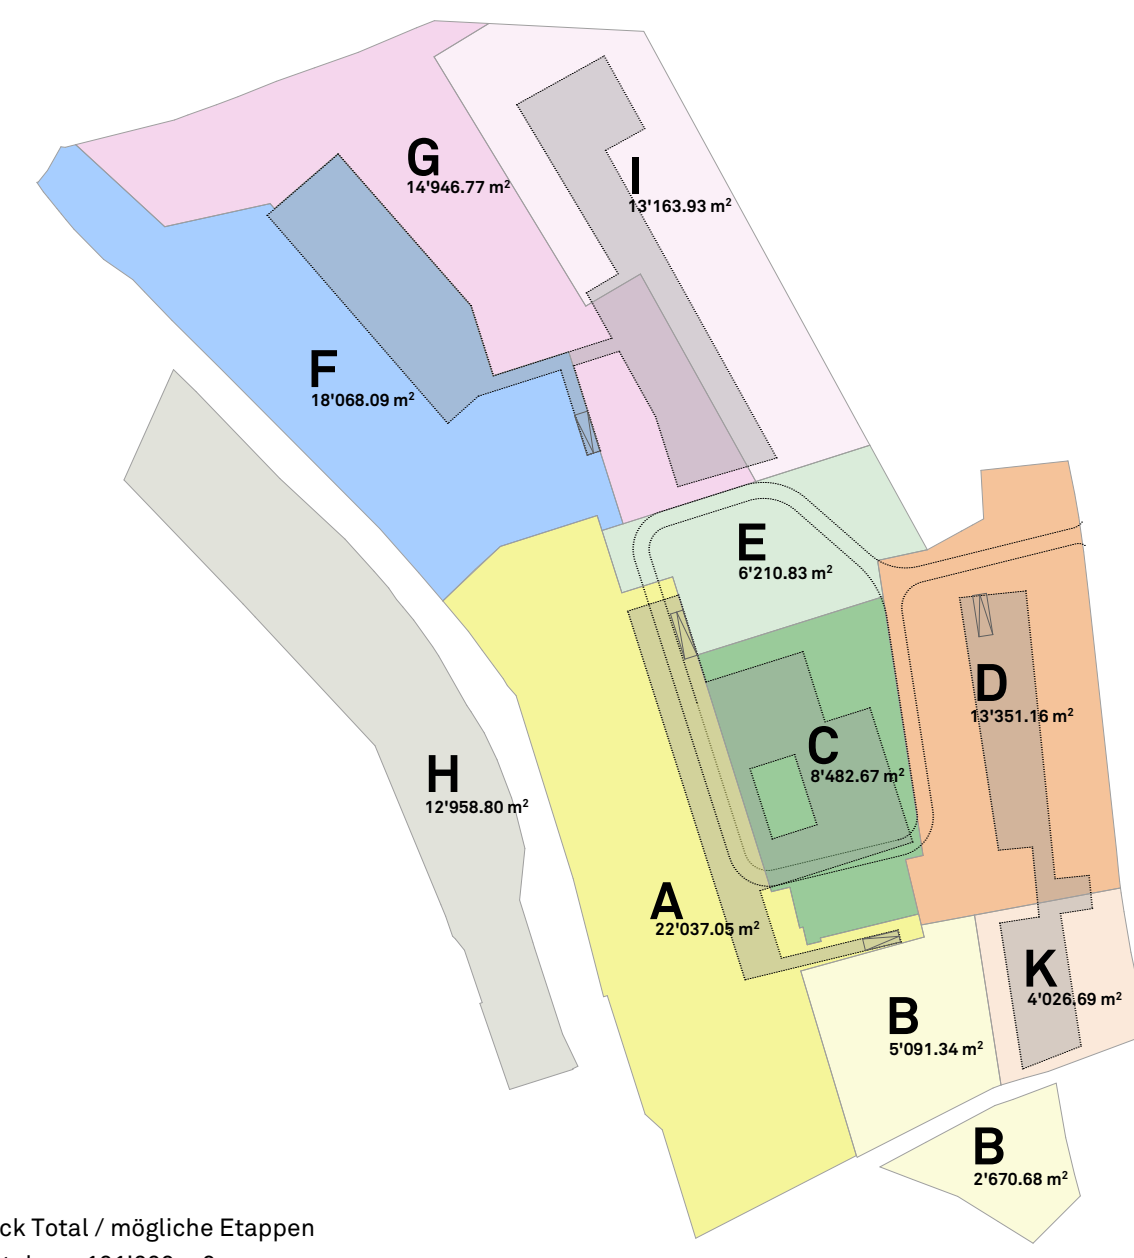 G
14'946.77 m²
I
13'163.93 m²
F
18'068.09 m²
E
6'210.83 m²
D
13'351.16 m²
C
8'482.67 m²
H
12'958.80 m²
A
22'037.05 m²
K
4'026.69 m²
B
5'091.34 m²
B
2'670.68 m²
ck Total / mögliche Etappen